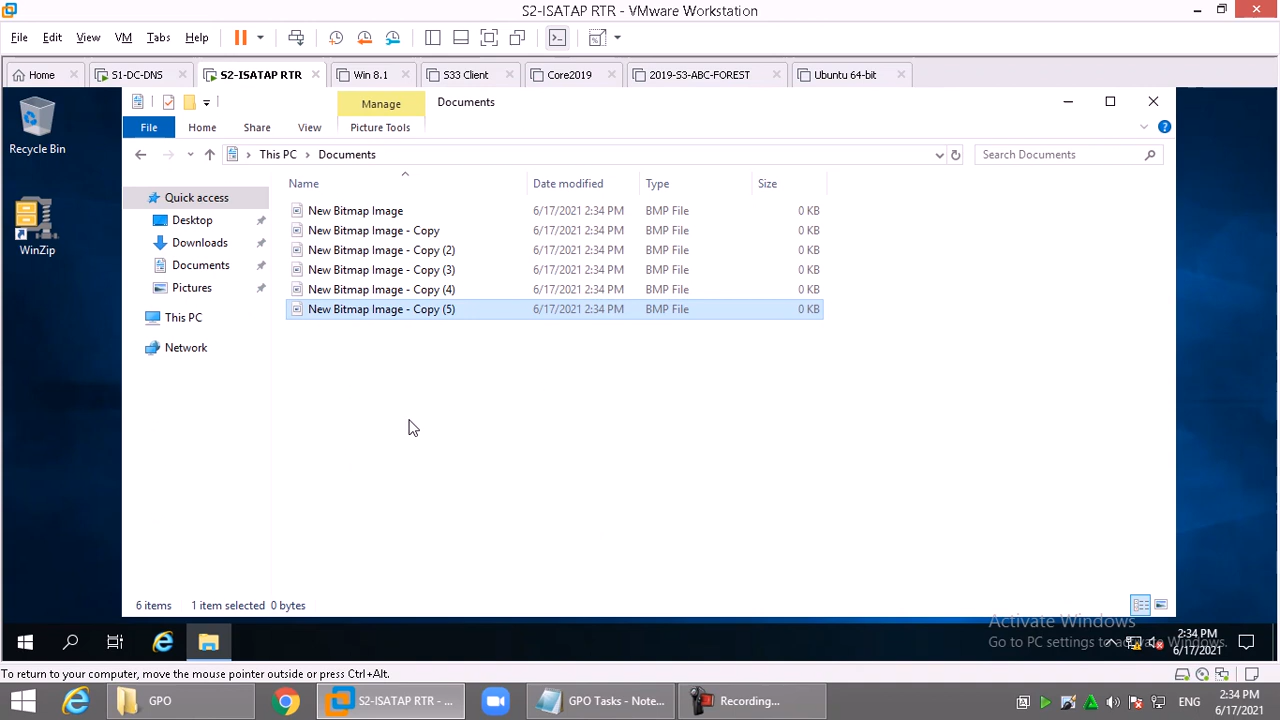 S2-ISATAP RTR - VMware Workstation
File Edit View VM Tabs Help
Home S1-DC-DNS S2-ISATAP RTR Win 8.1 S33 Client Core2019 2019-S3-ABC-FOREST Ubuntu 64-bit
Recycle Bin
WinZip
Manage Documents
File Home Share View Picture Tools
This PC Documents Search Documents
Name Date modified Type Size
Quick access
Desktop
Downloads
Documents
Pictures
This PC
Network
New Bitmap Image 6/17/2021 2:34 PM BMP File 0 KB
New Bitmap Image - Copy 6/17/2021 2:34 PM BMP File 0 KB
New Bitmap Image - Copy (2) 6/17/2021 2:34 PM BMP File 0 KB
New Bitmap Image - Copy (3) 6/17/2021 2:34 PM BMP File 0 KB
New Bitmap Image - Copy (4) 6/17/2021 2:34 PM BMP File 0 KB
New Bitmap Image - Copy (5) 6/17/2021 2:34 PM BMP File 0 KB
6 items 1 item selected 0 bytes
Activate Windows
Go to PC settings to activate Windows.
2:34 PM
6/17/2021
To return to your computer, move the mouse pointer outside or press Ctrl+Alt.
GPO S2-ISATAP RTR - ... GPO Tasks - Note... Recording... ENG
2:34 PM
6/17/2021